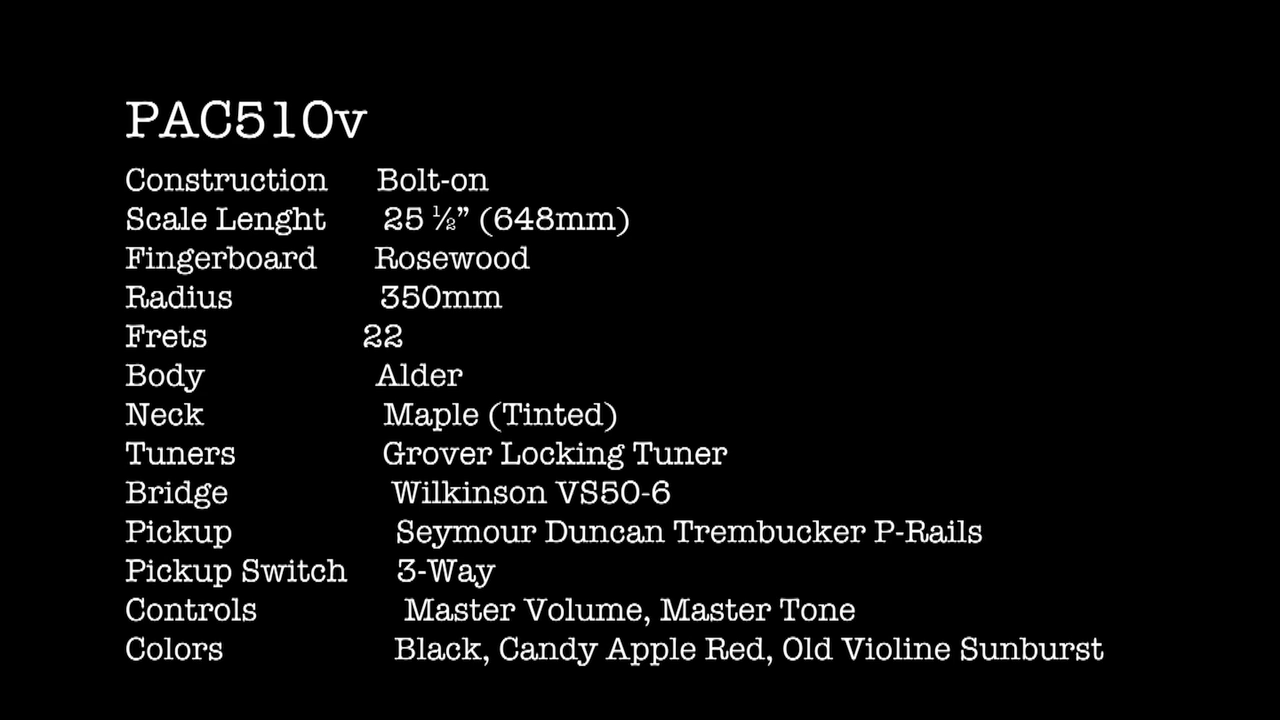 PAC510v
Construction Bolt-on
Scale Lenght 25 ½” (648mm)
Fingerboard Rosewood
Radius 350mm
Frets 22
Body Alder
Neck Maple (Tinted)
Tuners Grover Locking Tuner
Bridge Wilkinson VS50-6
Pickup Seymour Duncan Trembucker P-Rails
Pickup Switch 3-Way
Controls Master Volume, Master Tone
Colors Black, Candy Apple Red, Old Violine Sunburst